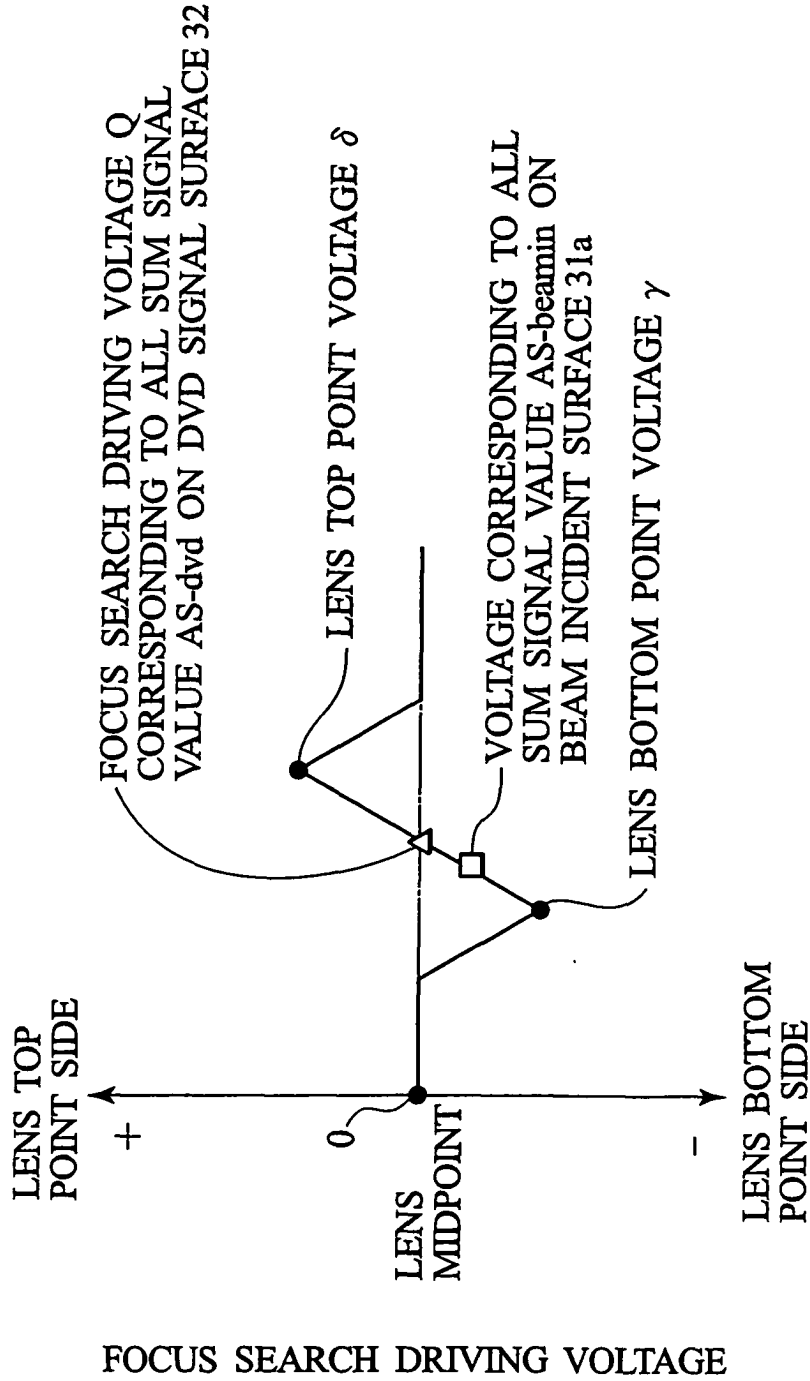 FOCUS SEARCH DRIVING VOLTAGE
LENS TOP
POINT SIDE
+
0
LENS
MIDPOINT
−
LENS BOTTOM
POINT SIDE
FOCUS SEARCH DRIVING VOLTAGE Q
CORRESPONDING TO ALL SUM SIGNAL
VALUE AS-dvd ON DVD SIGNAL SURFACE 32
LENS TOP POINT VOLTAGE δ
VOLTAGE CORRESPONDING TO ALL
SUM SIGNAL VALUE AS-beamin ON
BEAM INCIDENT SURFACE 31a
LENS BOTTOM POINT VOLTAGE γ